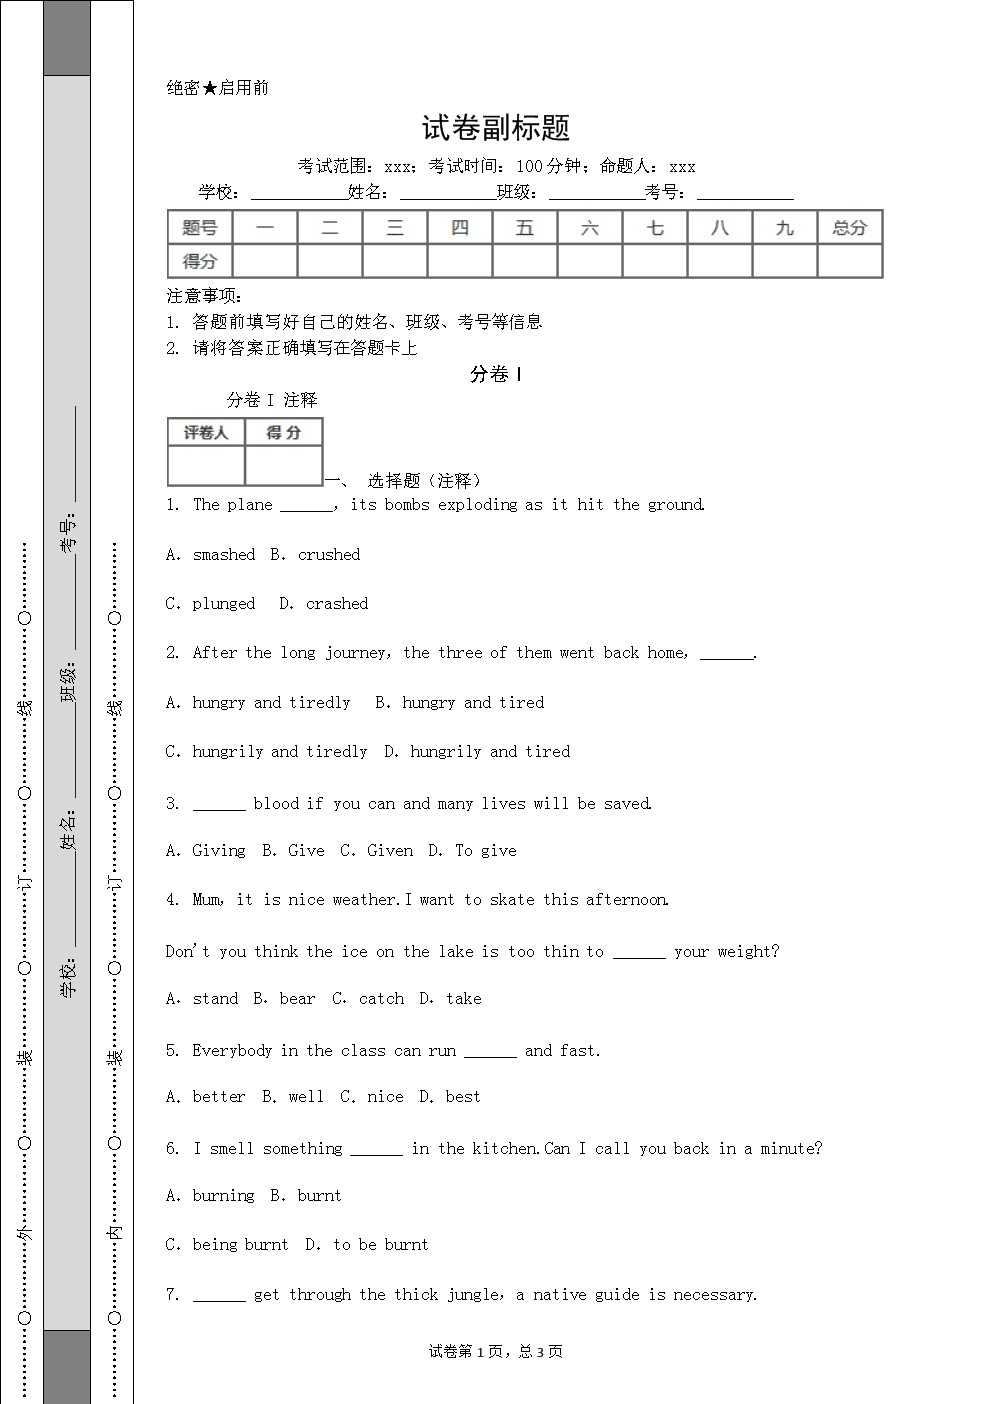 绝密★启用前
试卷副标题
考试范围：xxx；考试时间：100分钟；命题人：xxx
学校：___________姓名：___________班级：___________考号：___________
题号 一 二 三 四 五 六 七 八 九 总分
得分
注意事项：
1. 答题前填写好自己的姓名、班级、考号等信息
2. 请将答案正确填写在答题卡上
分卷I
分卷 I 注释
评卷人 得 分
一、 选择题（注释）
1. The plane ______, its bombs exploding as it hit the ground.
A. smashed B. crushed
C. plunged D. crashed
2. After the long journey, the three of them went back home, ______.
A. hungry and tiredly B. hungry and tired
C. hungrily and tiredly D. hungrily and tired
3. ______ blood if you can and many lives will be saved.
A. Giving B. Give C. Given D. To give
4. Mum, it is nice weather.I want to skate this afternoon.
Don't you think the ice on the lake is too thin to ______ your weight?
A. stand B. bear C. catch D. take
5. Everybody in the class can run ______ and fast.
A. better B. well C. nice D. best
6. I smell something ______ in the kitchen.Can I call you back in a minute?
A. burning B. burnt
C. being burnt D. to be burnt
7. ______ get through the thick jungle, a native guide is necessary.
试卷第 1 页，总 3 页
…………○…………外…………○…………装…………○…………订…………○…………线…………○…………
学校：___________姓名：___________班级：___________考号：___________
…………○…………内…………○…………装…………○…………订…………○…………线…………○…………